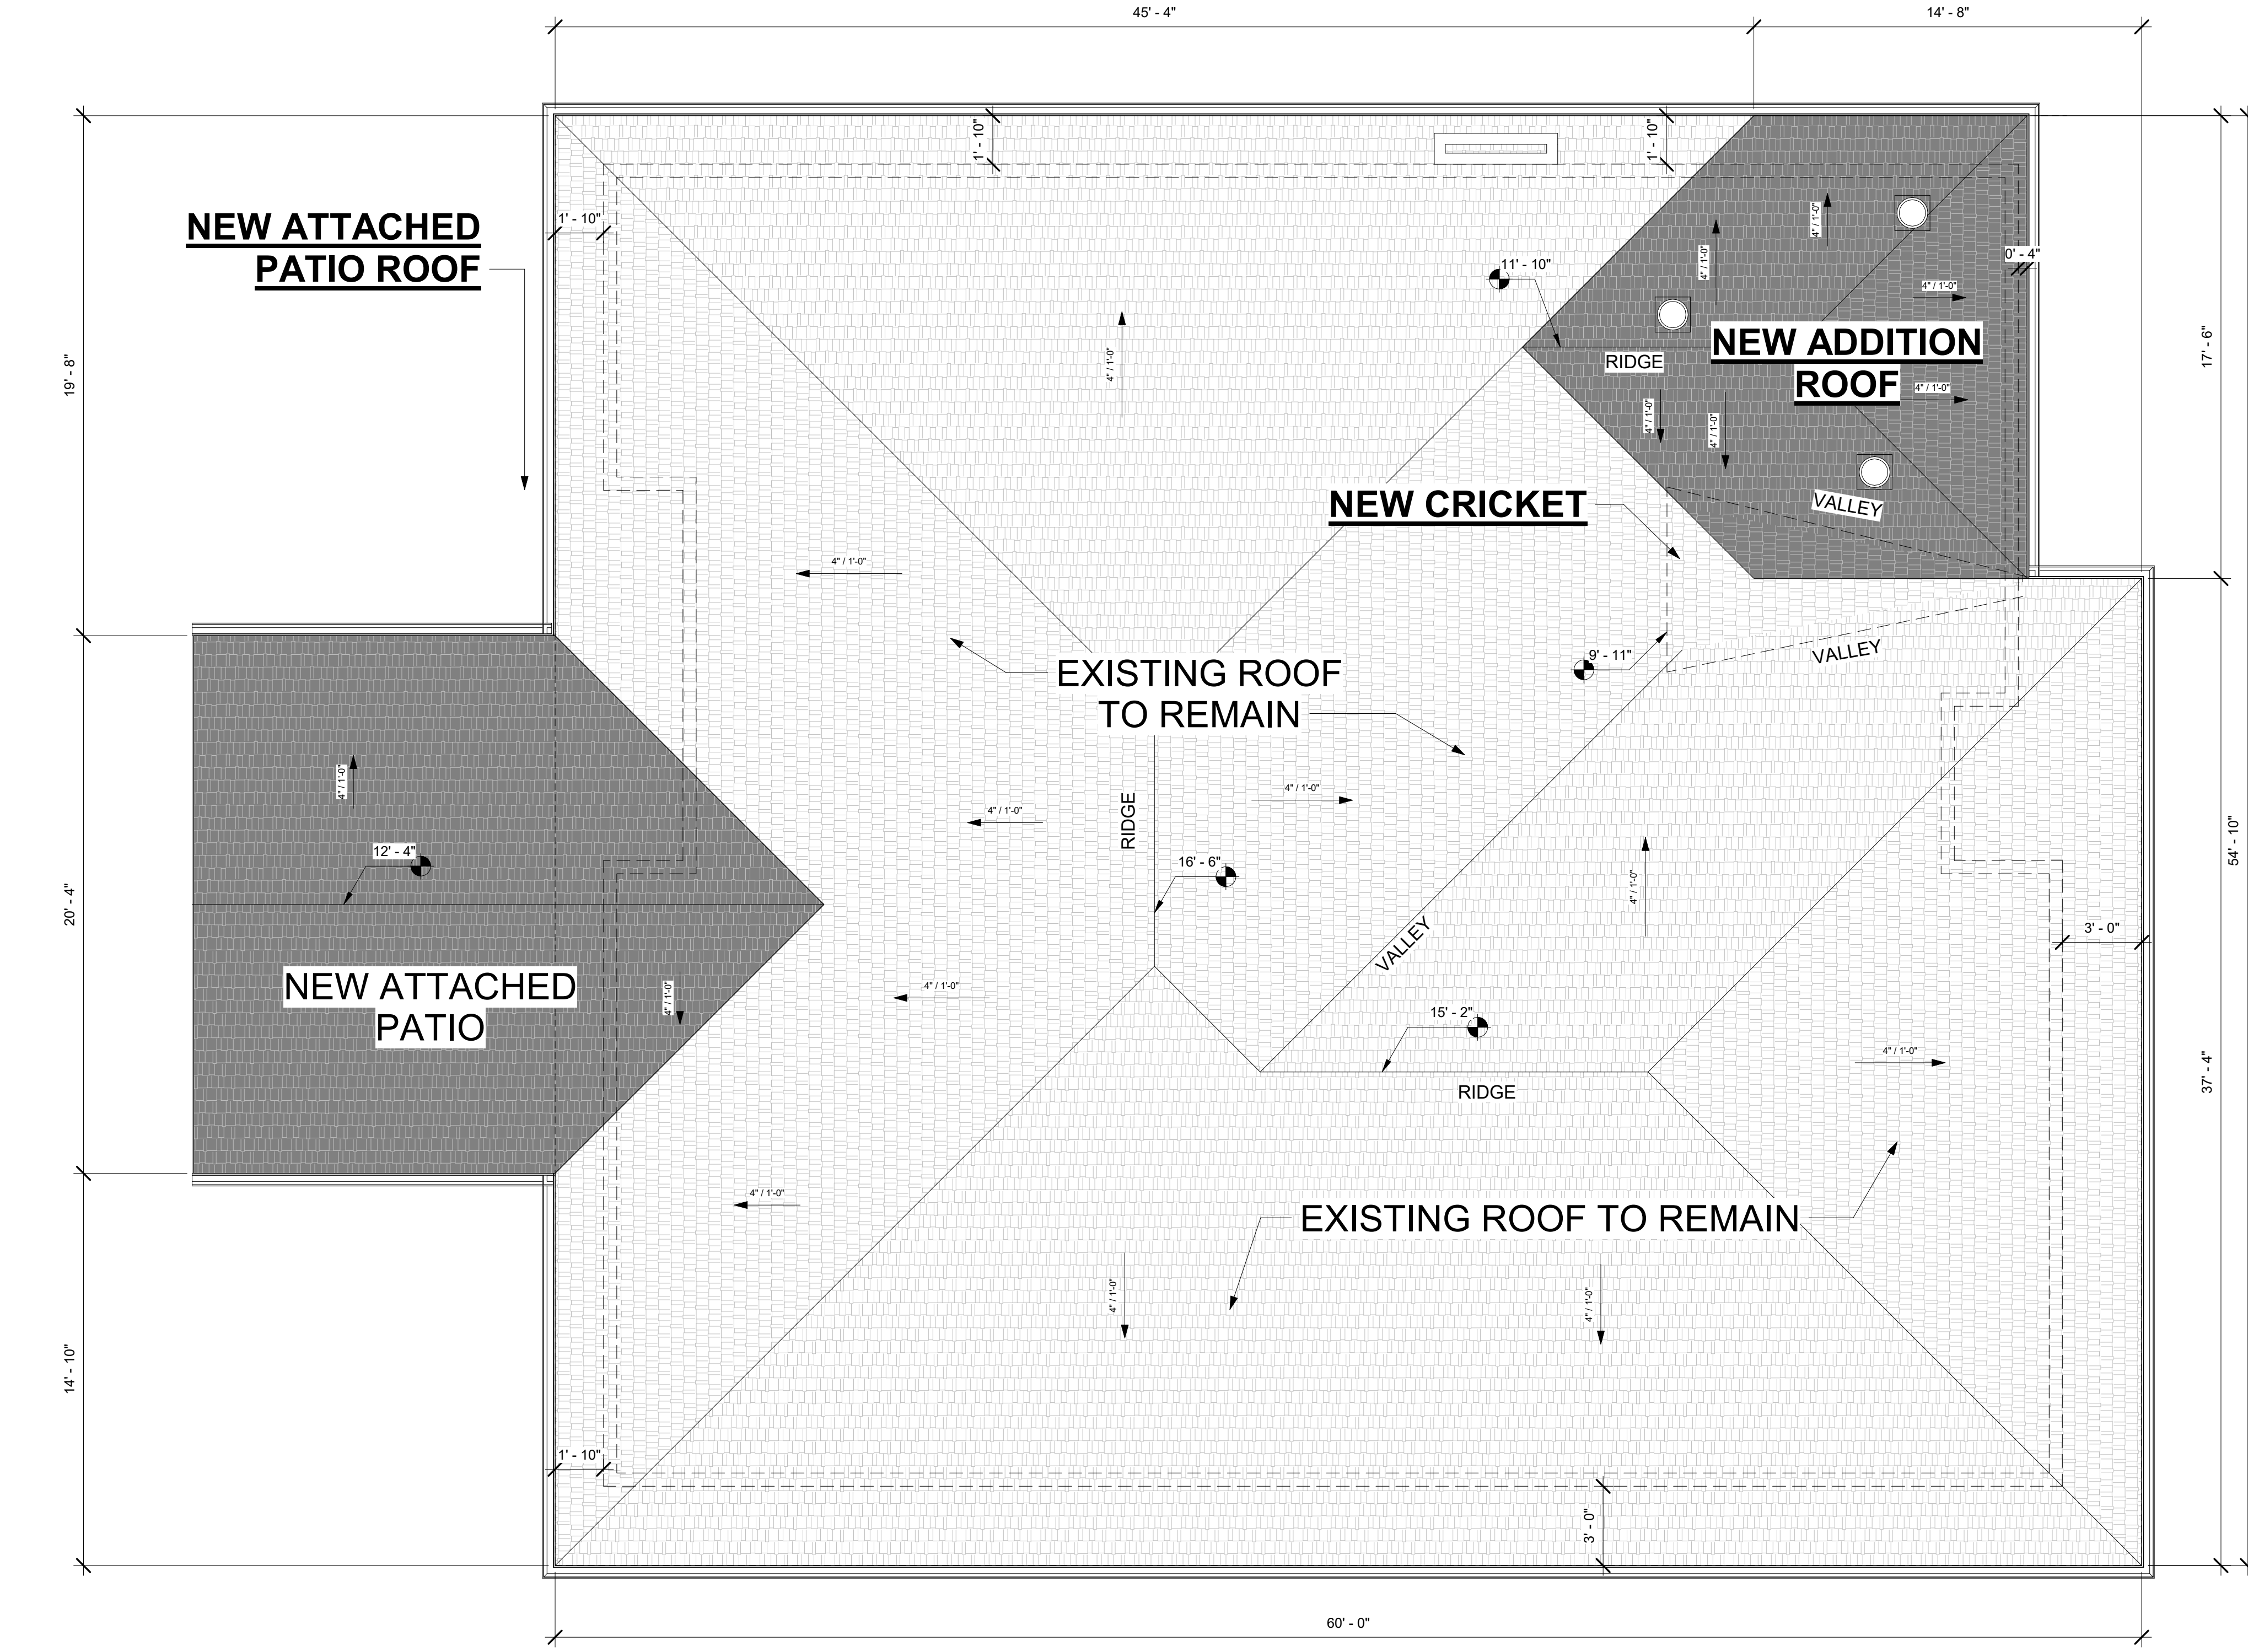 45' - 4"
14' - 8"
1' - 10"
1' - 10"
1' - 10"
NEW ATTACHED
PATIO ROOF
4" / 1'-0"
4" / 1'-0"
0' - 4"
11' - 10"
4" / 1'-0"
NEW ADDITION
ROOF
RIDGE
4" / 1'-0"
4" / 1'-0"
4" / 1'-0"
4" / 1'-0"
19' - 8"
17' - 6"
NEW CRICKET
VALLEY
4" / 1'-0"
4" / 1'-0"
9' - 11"
VALLEY
EXISTING ROOF
TO REMAIN
4" / 1'-0"
4" / 1'-0"
4" / 1'-0"
RIDGE
12' - 4"
16' - 6"
4" / 1'-0"
54' - 10"
20' - 4"
VALLEY
3' - 0"
NEW ATTACHED
PATIO
4" / 1'-0"
4" / 1'-0"
15' - 2"
4" / 1'-0"
RIDGE
37' - 4"
4" / 1'-0"
EXISTING ROOF TO REMAIN
4" / 1'-0"
4" / 1'-0"
14' - 10"
1' - 10"
3' - 0"
60' - 0"